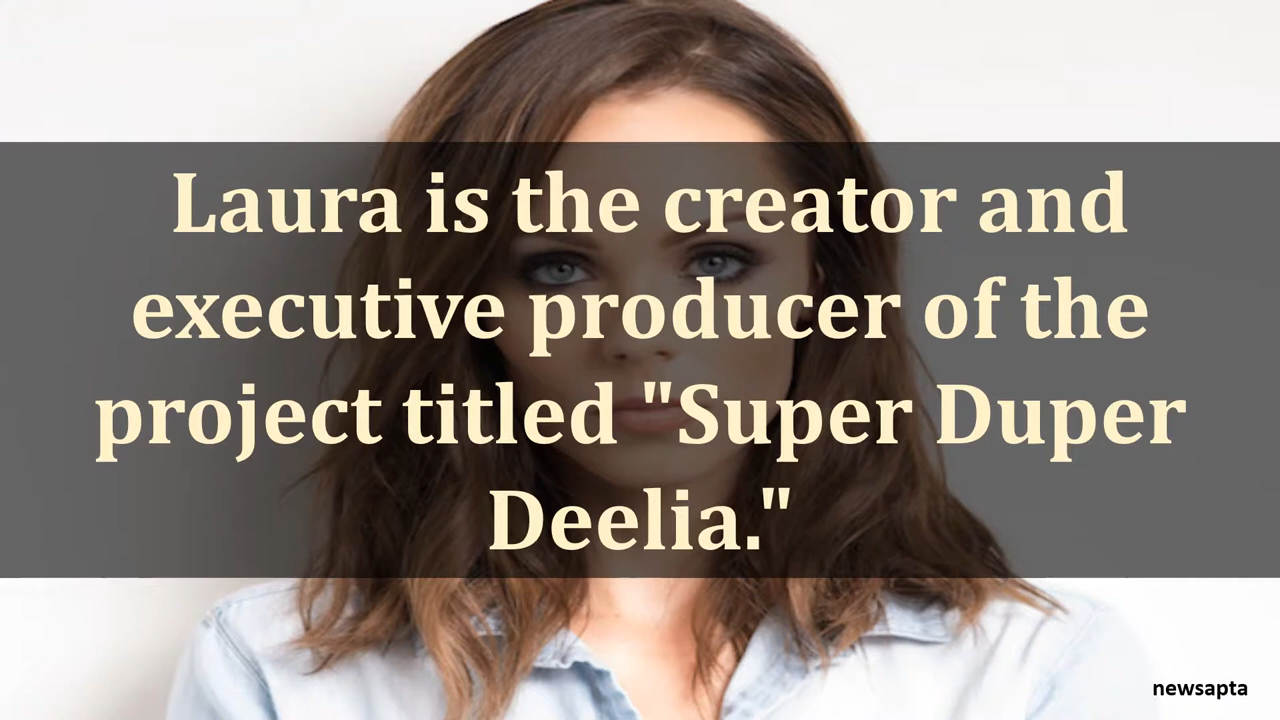 Laura is the creator and
executive producer of the
project titled "Super Duper
Deelia."
newsapta